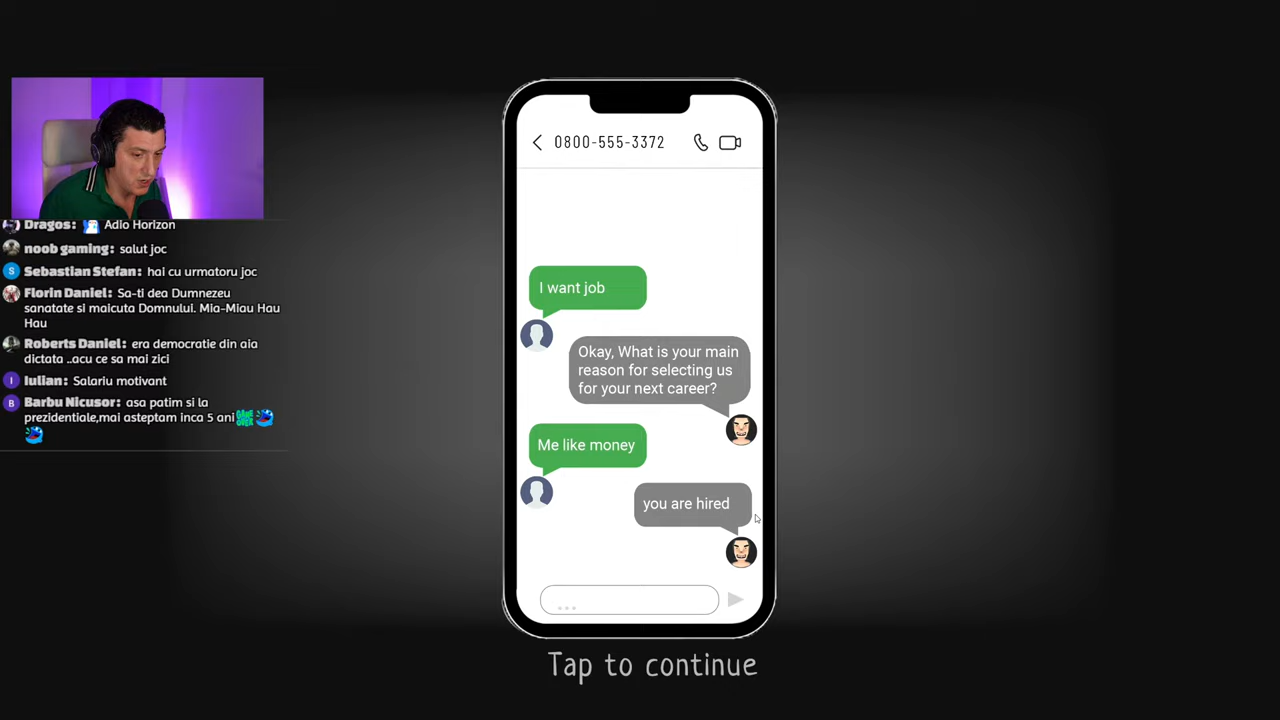 Dragos: Adio Horizon
noob gaming: salut joc
Sebastian Stefan: hai cu urmatoru joc
Florin Daniel: Sa-ti dea Dumnezeu
sanatate si maicuta Domnului. Mia-Miau Hau
Hau
Roberts Daniel: era democratie din aia
dictata ..acu ce sa mai zici
I Iulian: Salariu motivant
B Barbu Nicusor: asa patim si la
prezidentiale,mai asteptam inca 5 ani
0800-555-3372
I want job
Okay, What is your main
reason for selecting us
for your next career?
Me like money
you are hired
...
Tap to continue